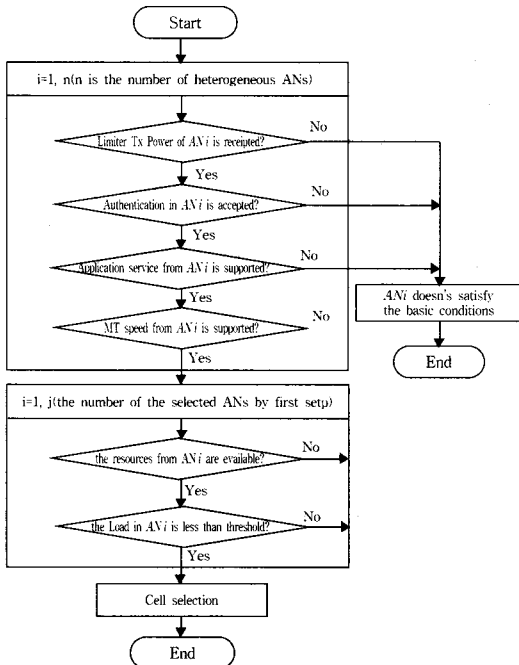 Start
i=1, n(n is the number of heterogeneous ANs)
Limiter Tx Power of ANi is receipted?
No
Yes
Authentication in ANi is accepted?
No
Yes
Application service from ANi is supported?
No
Yes
MT speed from ANi is supported?
No
Yes
ANi doesn's satisfy
the basic conditions
End
i=1, j(the number of the selected ANs by first setp)
the resources from ANi are evailable?
No
Yes
the Load in ANi is less than threshold?
No
Yes
Cell selection
End